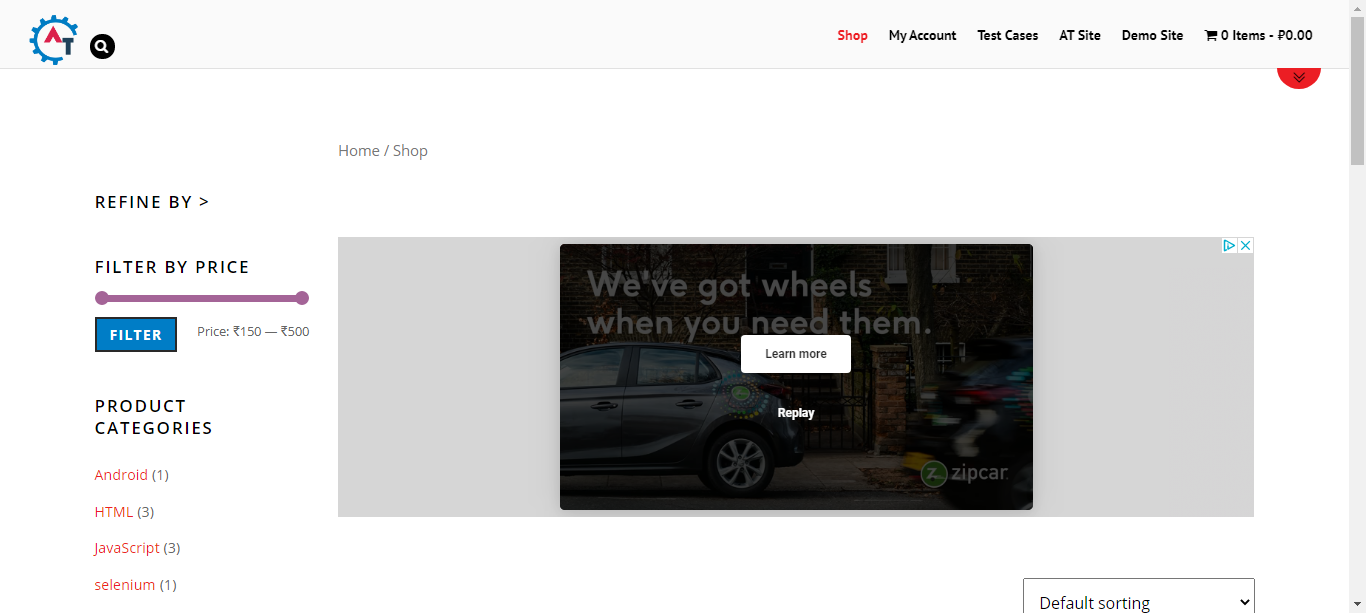 AT
Shop My Account Test Cases AT Site Demo Site 0 Items - ₽0.00
Home / Shop
REFINE BY >
FILTER BY PRICE
FILTER Price: ₹150 — ₹500
PRODUCT
CATEGORIES
Android (1)
HTML (3)
JavaScript (3)
selenium (1)
We've got wheels
when you need them.
Learn more
Replay
zipcar
Default sorting